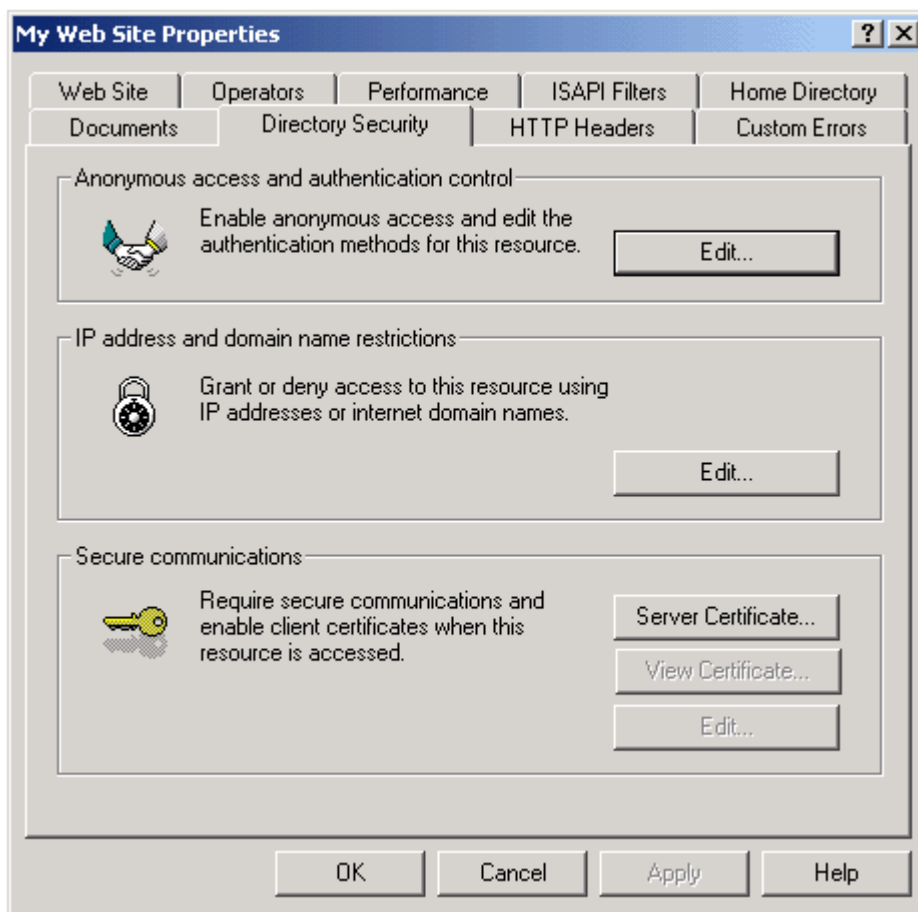 My Web Site Properties
Web Site Operators Performance ISAPI Filters Home Directory
Documents Directory Security HTTP Headers Custom Errors
Anonymous access and authentication control
Enable anonymous access and edit the
authentication methods for this resource.
Edit...
IP address and domain name restrictions
Grant or deny access to this resource using
IP addresses or internet domain names.
Edit...
Secure communications
Require secure communications and
enable client certificates when this
resource is accessed.
Server Certificate...
View Certificate...
Edit...
OK Cancel Apply Help